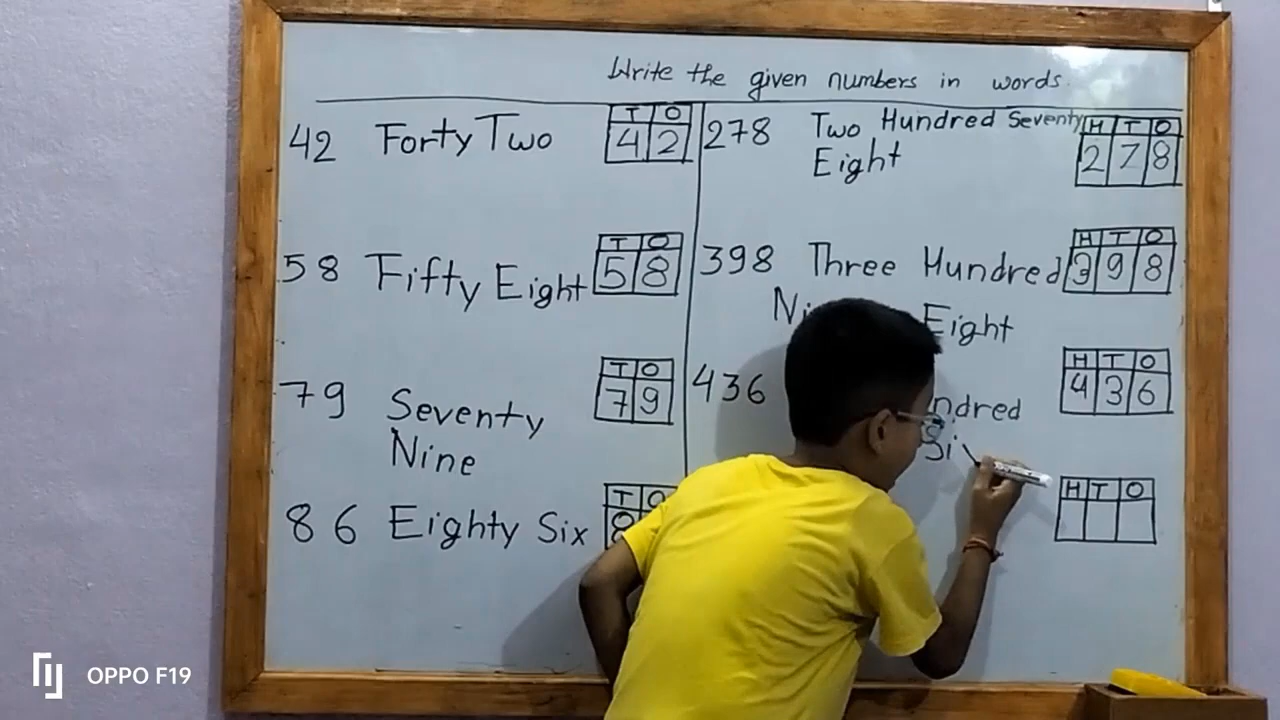 Write the given numbers in words.
42 Forty Two
T O
4 2
58 Fifty Eight
T O
5 8
79 Seventy
Nine
T O
7 9
86 Eighty Six
T O
8
278 Two Hundred Seventy
Eight
H T O
2 7 8
398 Three Hundred
Eight
H T O
3 9 8
436
H T O
4 3 6
H T O
OPPO F19